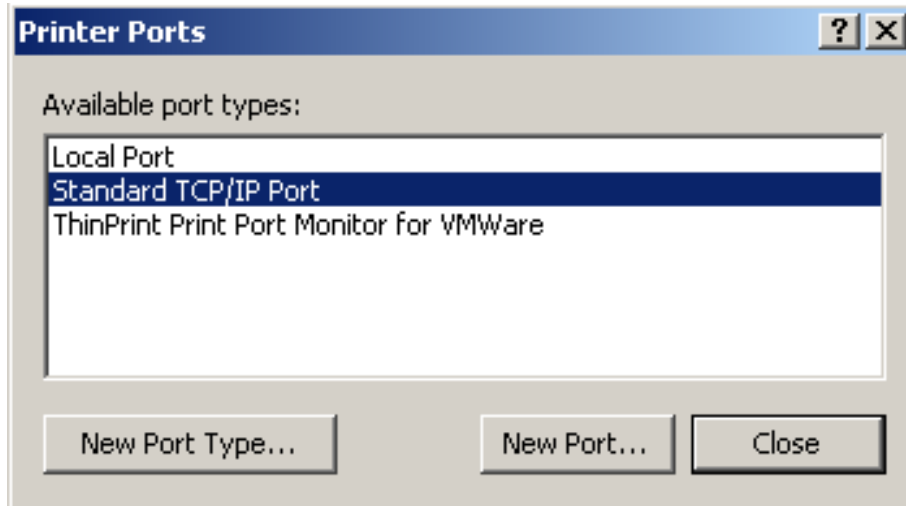 Printer Ports
Available port types:
Local Port
Standard TCP/IP Port
ThinPrint Print Port Monitor for VMWare
New Port Type... New Port... Close